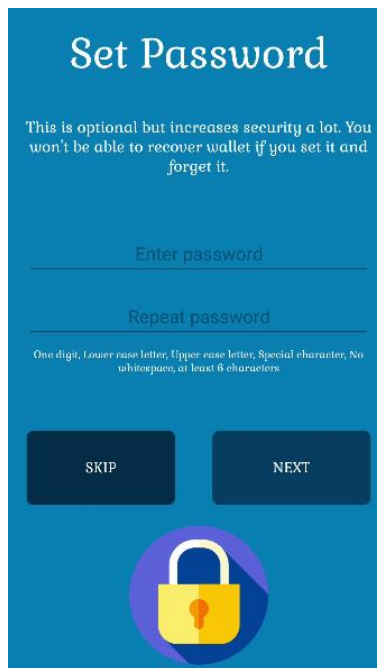 Set Password
This is optional but increases security a lot. You
won't be able to recover wallet if you set it and
forget it.
Enter password
Repeat password
One digit, Lower case letter, Upper case letter, Special character, No
whitespace, at least 6 characters
SKIP
NEXT